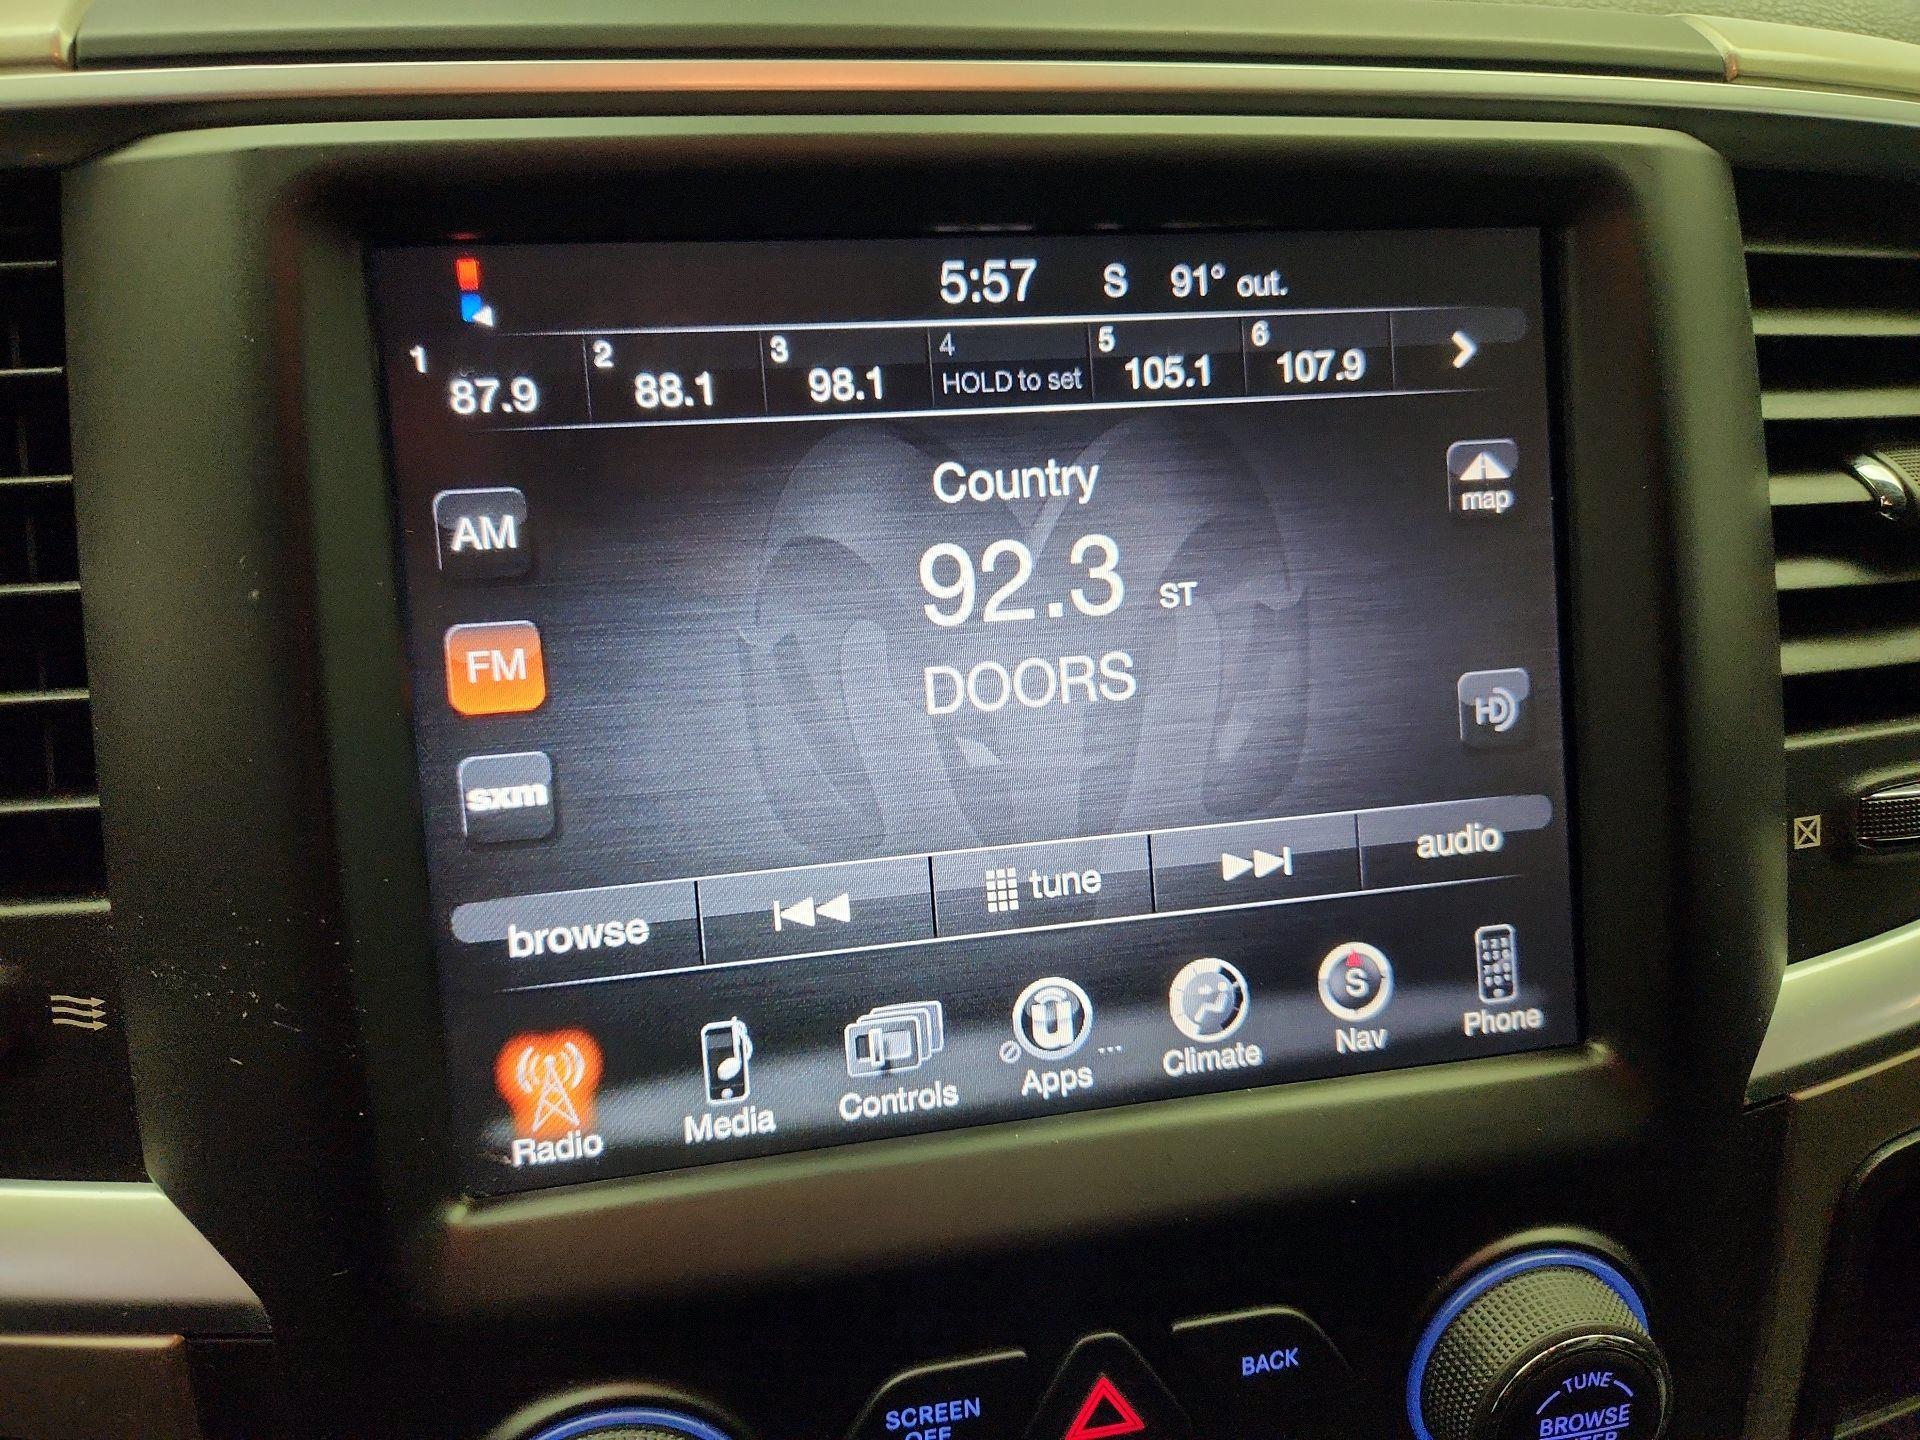 5:57 S 91° out.
1 87.9 2 88.1 3 98.1 4 HOLD to set 5 105.1 6 107.9
Country
map
AM
92.3 ST
FM
DOORS
HD
sxm
browse tune audio
Radio Media Controls Apps ... Climate S Nav Phone
SCREEN
OFF
BACK
TUNE
BROWSE